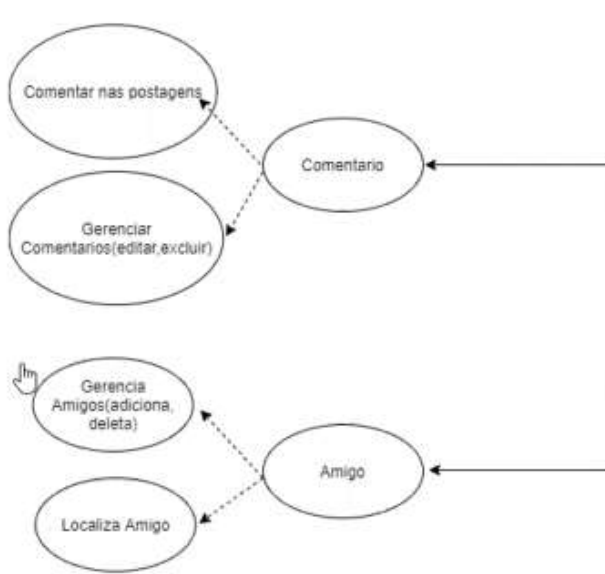 Comentar nas postagens
Comentario
Gerenciar
Comentarios(editar,excluir)
Gerencia
Amigos(adiciona,
deleta)
Amigo
Localiza Amigo